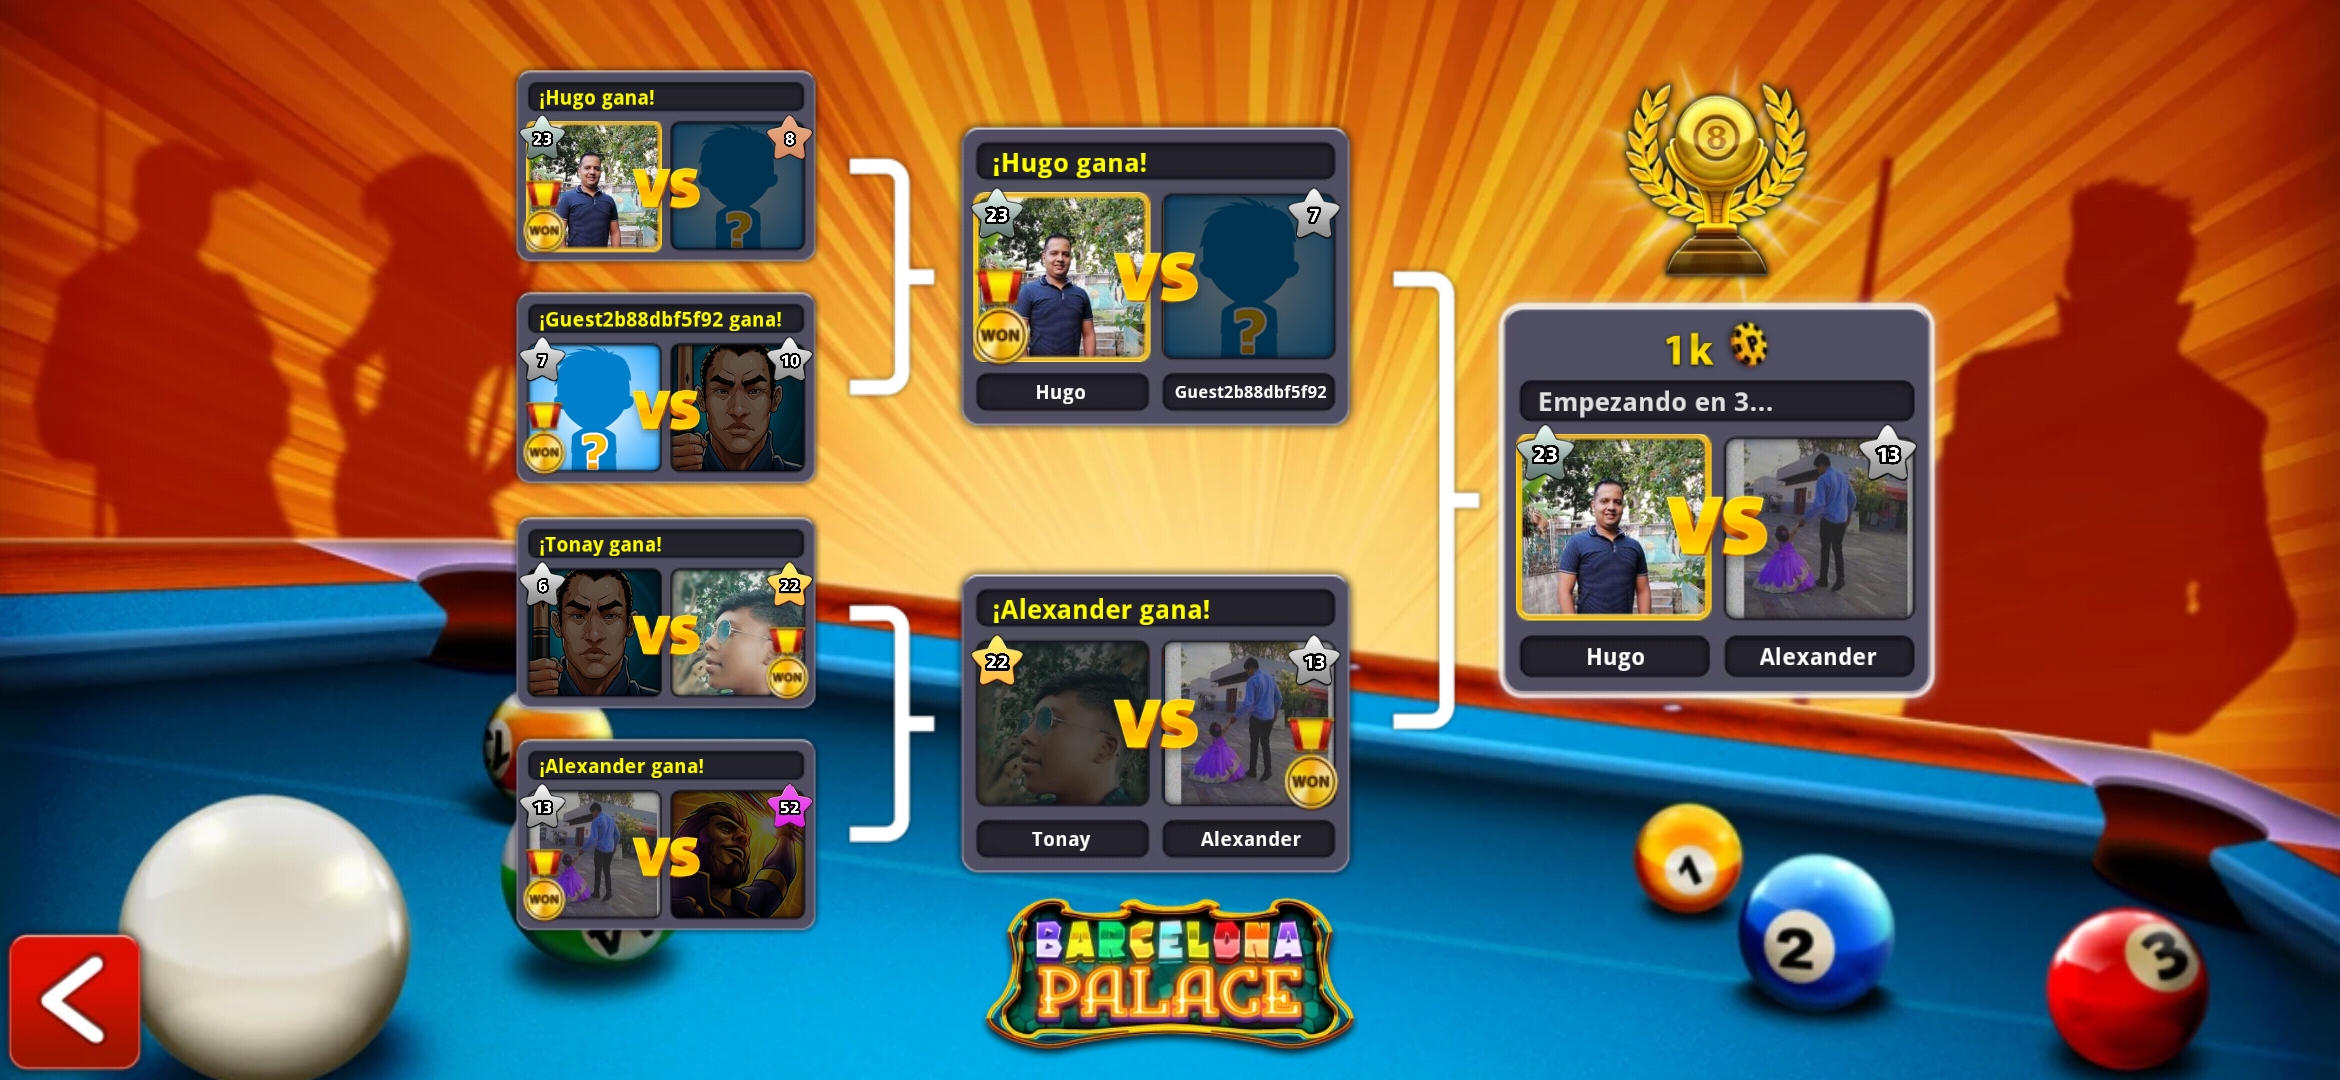 ¡Hugo gana!
23
8
VS
?
WON
¡Guest2b88dbf5f92 gana!
7
10
VS
?
WON
¡Tonay gana!
6
22
VS
WON
¡Alexander gana!
13
52
VS
WON
¡Hugo gana!
23
7
VS
?
WON
Hugo
Guest2b88dbf5f92
¡Alexander gana!
22
13
VS
WON
Tonay
Alexander
8
1k
P
Empezando en 3...
23
13
VS
Hugo
Alexander
BARCELONA
PALACE
1
2
3